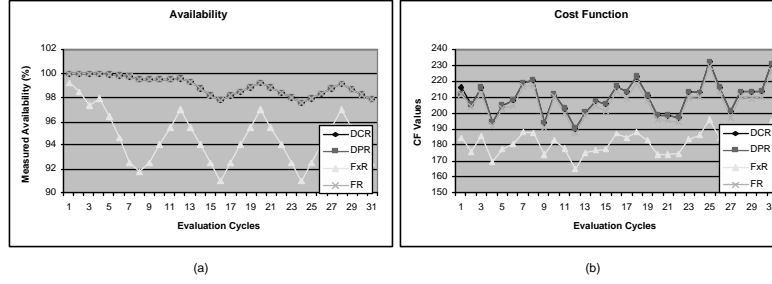 Availability
Measured Availability (%)
102
100
98
96
94
92
90
1 3 5 7 9 11 13 15 17 19 21 23 25 27 29 31
Evaluation Cycles
DCR
DPR
FxR
FR
(a)
Cost Function
CF Values
240
230
220
210
200
190
180
170
160
150
1 3 5 7 9 11 13 15 17 19 21 23 25 27 29 3
Evaluation Cycles
DCR
DPR
FxR
FR
(b)